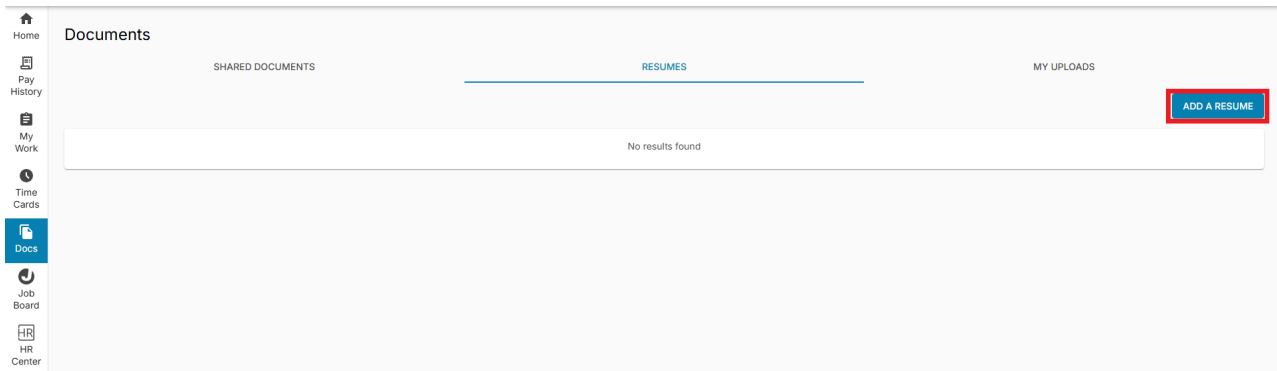 Home
Pay
History
My
Work
Time
Cards
Docs
Job
Board
HR
HR
Center
Documents
SHARED DOCUMENTS
RESUMES
MY UPLOADS
ADD A RESUME
No results found